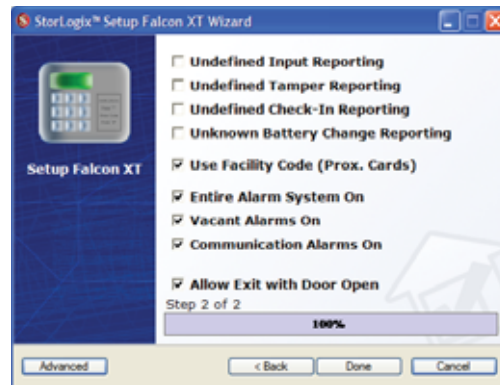 StorLogix™ Setup Falcon XT Wizard
Undefined Input Reporting
Undefined Tamper Reporting
Undefined Check-In Reporting
Unknown Battery Change Reporting
Setup Falcon XT
Use Facility Code (Prox. Cards)
Entire Alarm System On
Vacant Alarms On
Communication Alarms On
Allow Exit with Door Open
Step 2 of 2
100%
Advanced
< Back
Done
Cancel